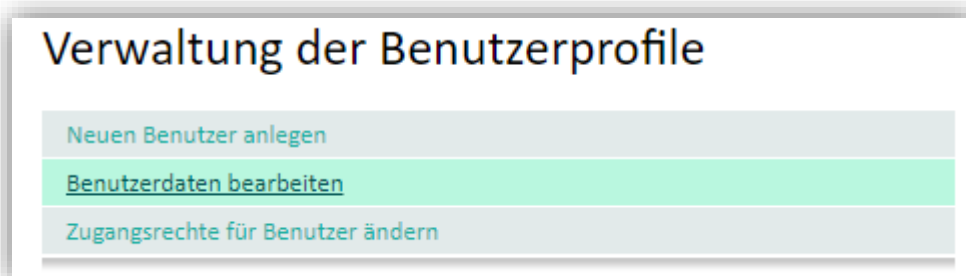 Verwaltung der Benutzerprofile
Neuen Benutzer anlegen
Benutzerdaten bearbeiten
Zugangsrechte für Benutzer ändern